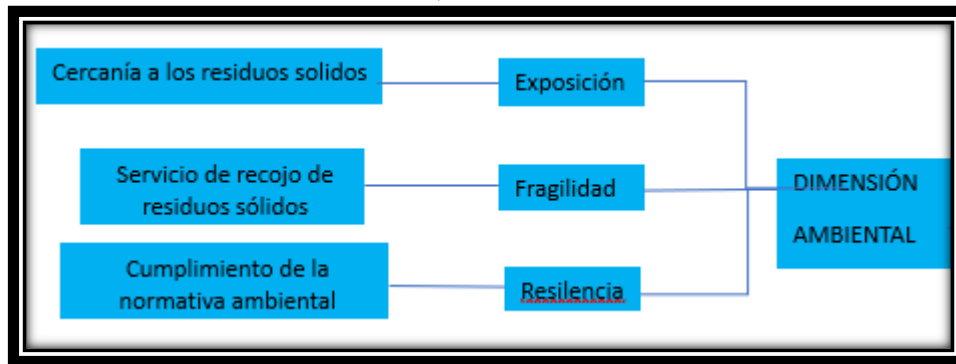 Cercanía a los residuos solidos
Exposición
Servicio de recojo de
residuos sólidos
Fragilidad
DIMENSIÓN
AMBIENTAL
Cumplimiento de la
normativa ambiental
Resilencia